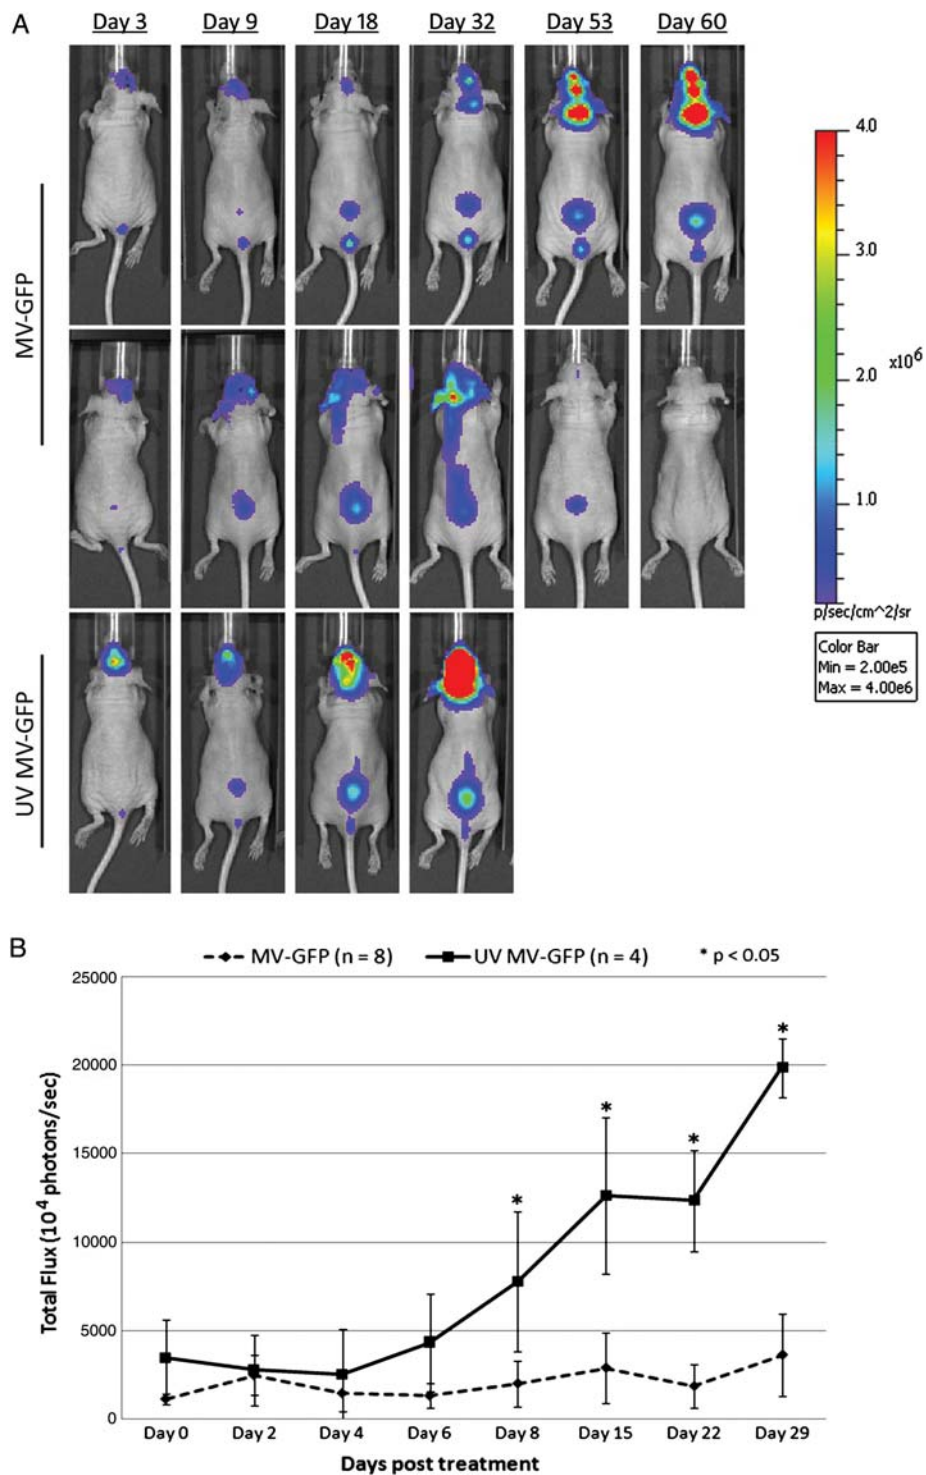 A
Day 3 Day 9 Day 18 Day 32 Day 53 Day 60
MV-GFP
UV MV-GFP
4.0
3.0
x10^6
2.0
1.0
p/sec/cm^2/sr
Color Bar
Min = 2.00e5
Max = 4.00e6
B
MV-GFP (n = 8) UV MV-GFP (n = 4) * p < 0.05
Total Flux (10^4 photons/sec)
25000
20000
15000
10000
5000
0
* * * *
Day 0 Day 2 Day 4 Day 6 Day 8 Day 15 Day 22 Day 29
Days post treatment